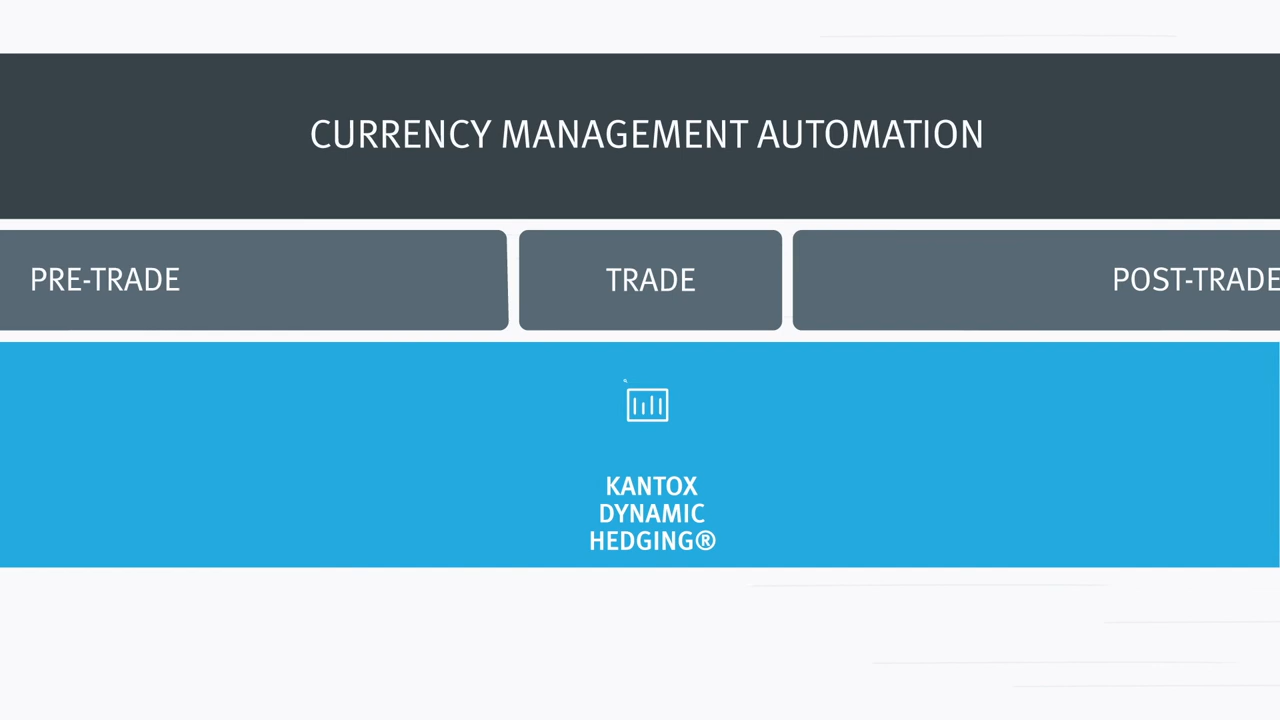 CURRENCY MANAGEMENT AUTOMATION
PRE-TRADE
TRADE
POST-TRADE
KANTOX
DYNAMIC
HEDGING®